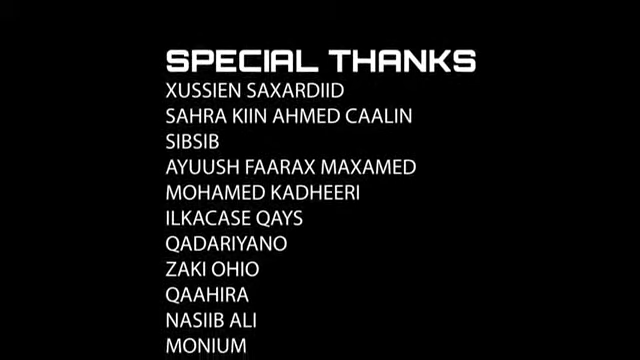 SPECIAL THANKS
XUSSIEN SAXARDIID
SAHRA KIIN AHMED CAALIN
SIBSIB
AYUUSH FAARAX MAXAMED
MOHAMED KADHEERI
ILKACASE QAYS
QADARIYANO
ZAKI OHIO
QAAHIRA
NASIIB ALI
MONIUM